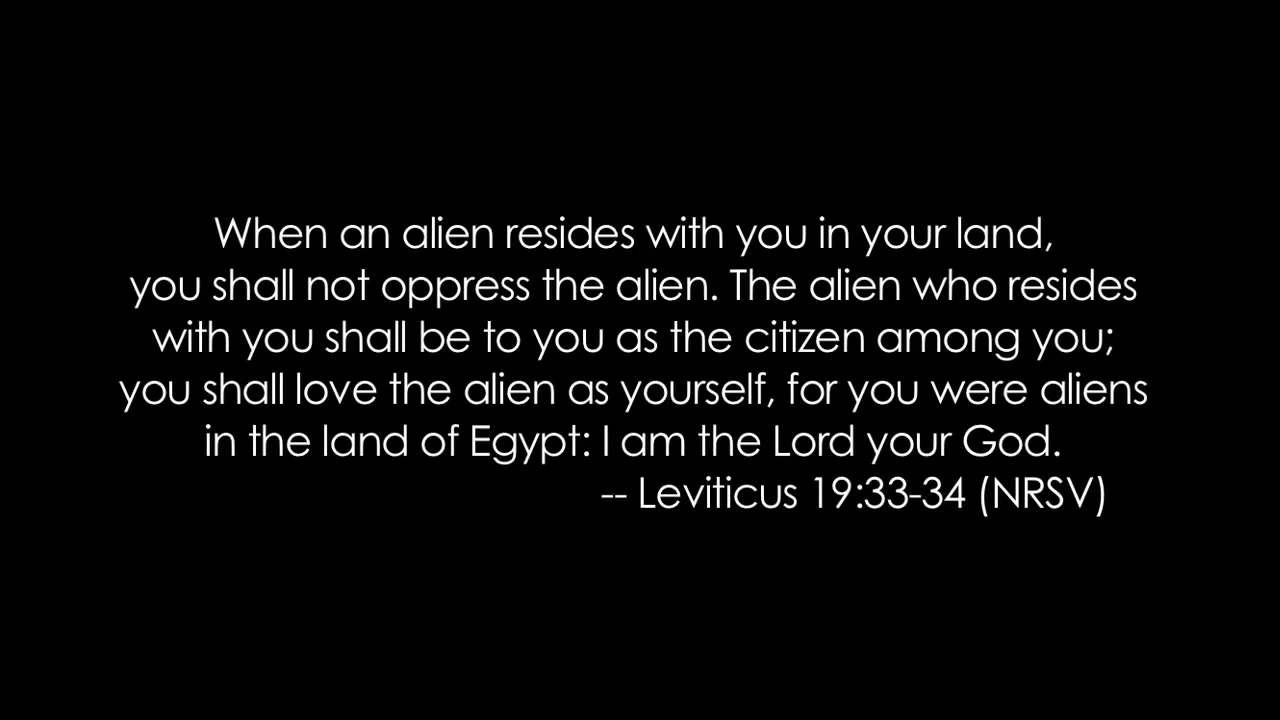 When an alien resides with you in your land,
you shall not oppress the alien. The alien who resides
with you shall be to you as the citizen among you;
you shall love the alien as yourself, for you were aliens
in the land of Egypt: I am the Lord your God.
-- Leviticus 19:33-34 (NRSV)